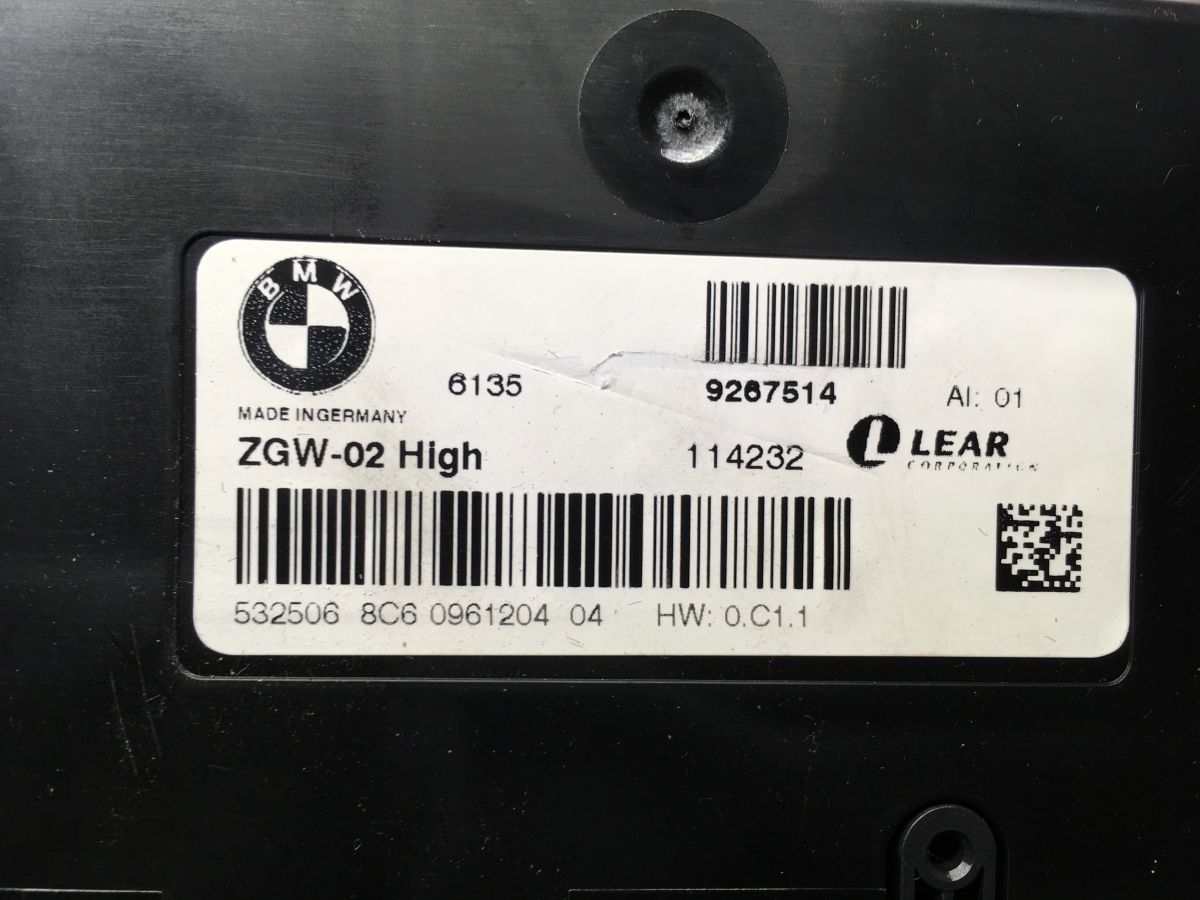 BMW
6135 9267514 AI: 01
MADE INGERMANY
ZGW-02 High 114232 LEAR
CORPORATION
532506 8C6 0961204 04 HW: 0.C1.1